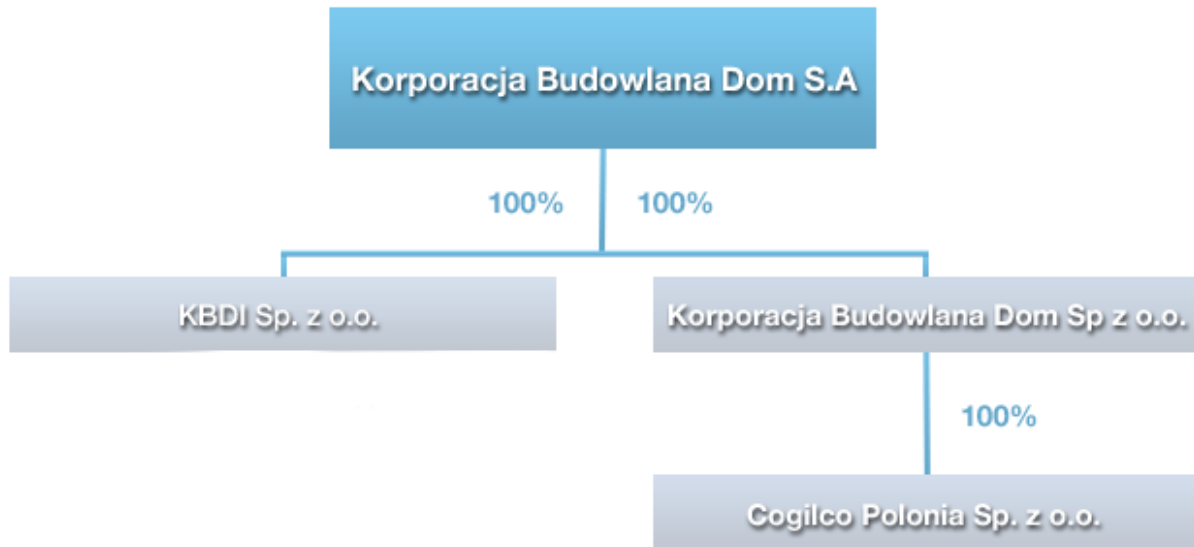 Korporacja Budowlana Dom S.A
100% 100%
KBDI Sp. z o.o.
Korporacja Budowlana Dom Sp z o.o.
100%
Cogilco Polonia Sp. z o.o.